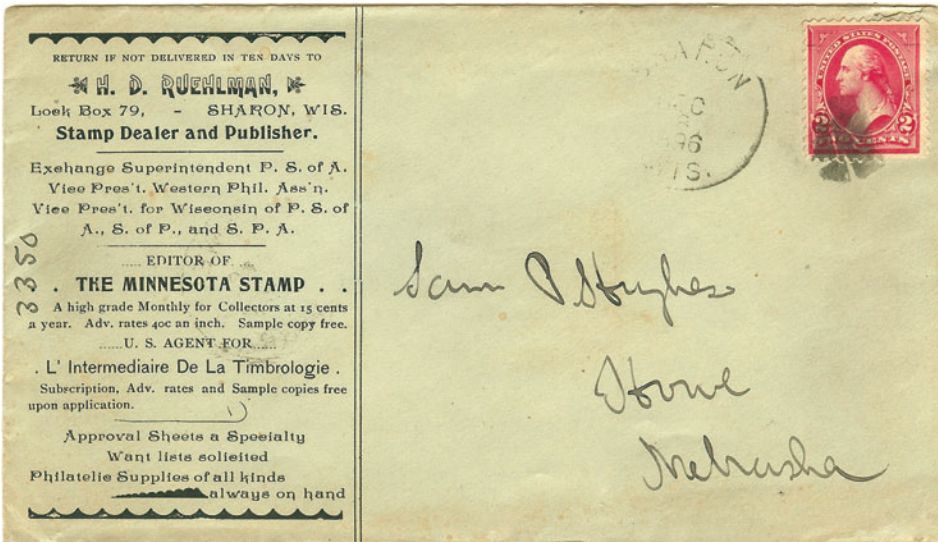 RETURN IF NOT DELIVERED IN TEN DAYS TO
H. D. RUEHLMAN,
Lock Box 79, - SHARON, WIS.
Stamp Dealer and Publisher.
Exchange Superintendent P. S. of A.
Vice Pres't. Western Phil. Ass'n.
Vice Pres't. for Wisconsin of P. S. of
A., S. of P., and S. P. A.
..... EDITOR OF .....
. THE MINNESOTA STAMP . .
A high grade Monthly for Collectors at 15 cents
a year. Adv. rates 40c an inch. Sample copy free.
......U. S. AGENT FOR......
. L' Intermediaire De La Timbrologie .
Subscription, Adv. rates and Sample copies free
upon application.
Approval Sheets a Specialty
Want lists solicited
Philatelic Supplies of all kinds
always on hand
3350
SHARON
DEC
96
WIS.
UNITED STATES POSTAGE
2 2
Sam P Hughes
Howe
Nebraska